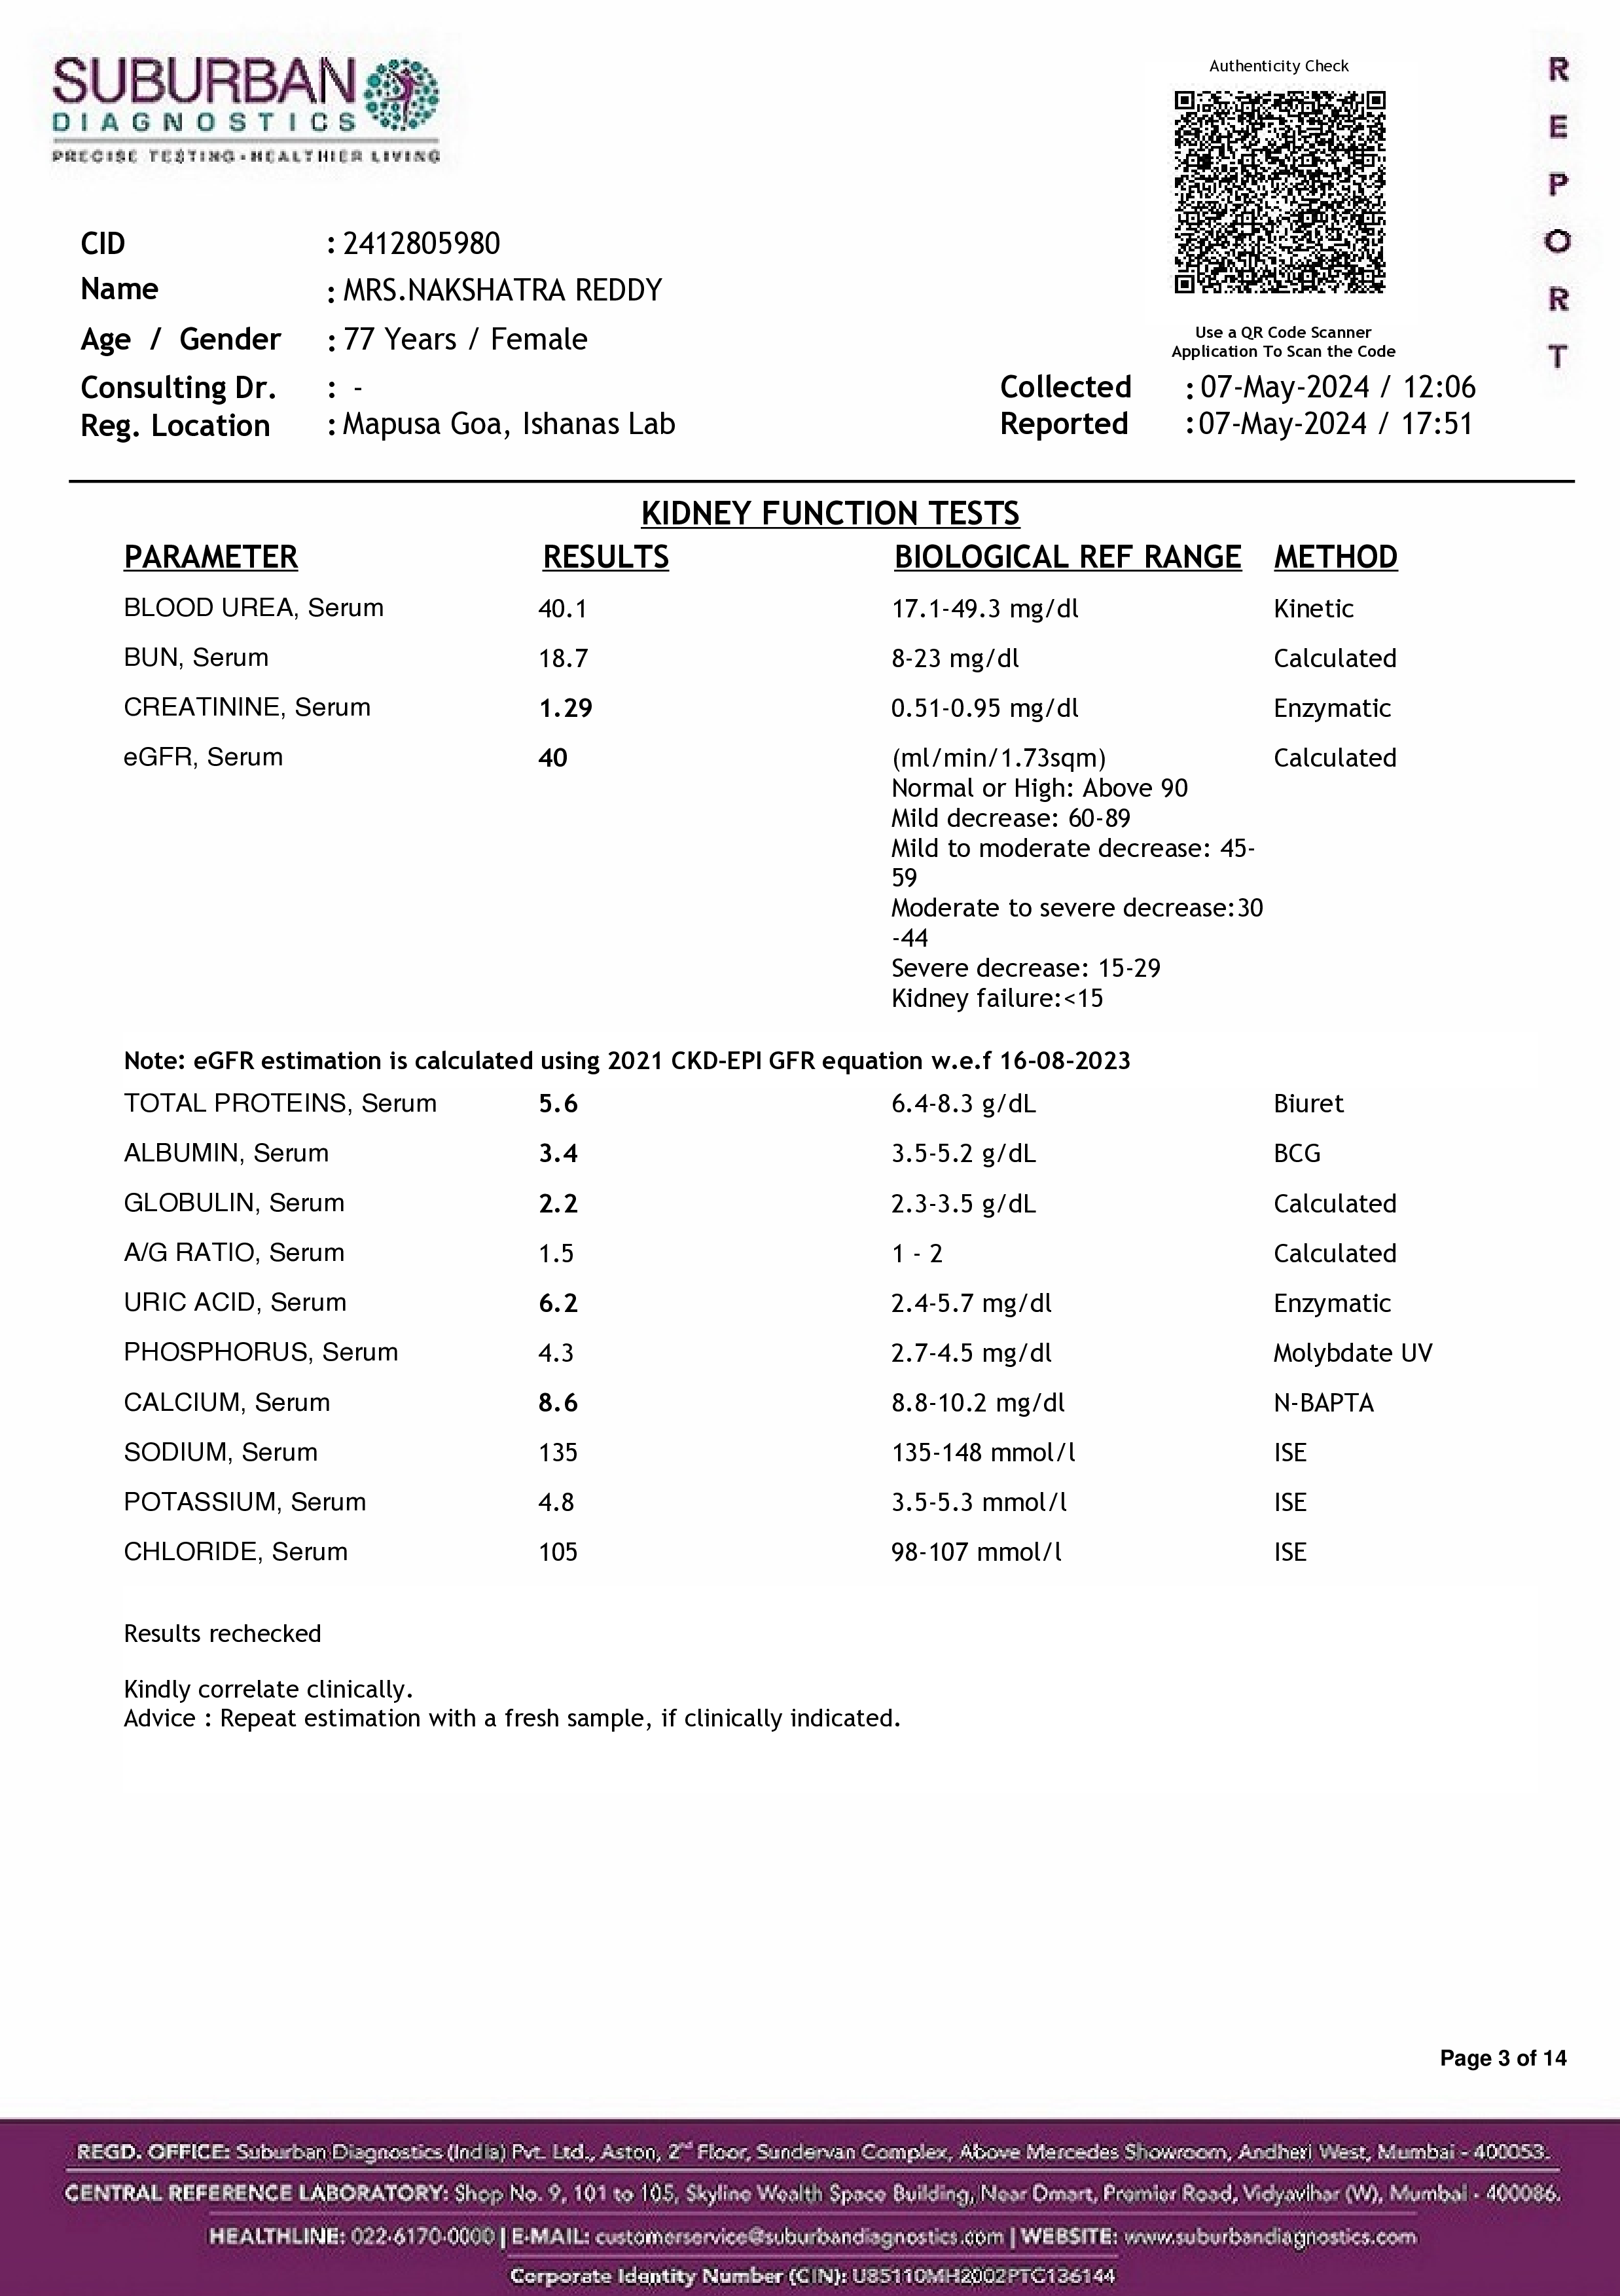 SUBURBAN
DIAGNOSTICS
PRECISE TESTING-HEALTHIER LIVING
Authenticity Check
Use a QR Code Scanner
Application To Scan the Code
R
E
P
O
R
T
CID : 2412805980
Name : MRS.NAKSHATRA REDDY
Age / Gender : 77 Years / Female
Consulting Dr. : - Collected : 07-May-2024 / 12:06
Reg. Location : Mapusa Goa, Ishanas Lab Reported : 07-May-2024 / 17:51
KIDNEY FUNCTION TESTS
PARAMETER RESULTS BIOLOGICAL REF RANGE METHOD
BLOOD UREA, Serum 40.1 17.1-49.3 mg/dl Kinetic
BUN, Serum 18.7 8-23 mg/dl Calculated
CREATININE, Serum 1.29 0.51-0.95 mg/dl Enzymatic
eGFR, Serum 40 (ml/min/1.73sqm) Calculated
Normal or High: Above 90
Mild decrease: 60-89
Mild to moderate decrease: 45-
59
Moderate to severe decrease:30
-44
Severe decrease: 15-29
Kidney failure:<15
Note: eGFR estimation is calculated using 2021 CKD-EPI GFR equation w.e.f 16-08-2023
TOTAL PROTEINS, Serum 5.6 6.4-8.3 g/dL Biuret
ALBUMIN, Serum 3.4 3.5-5.2 g/dL BCG
GLOBULIN, Serum 2.2 2.3-3.5 g/dL Calculated
A/G RATIO, Serum 1.5 1 - 2 Calculated
URIC ACID, Serum 6.2 2.4-5.7 mg/dl Enzymatic
PHOSPHORUS, Serum 4.3 2.7-4.5 mg/dl Molybdate UV
CALCIUM, Serum 8.6 8.8-10.2 mg/dl N-BAPTA
SODIUM, Serum 135 135-148 mmol/l ISE
POTASSIUM, Serum 4.8 3.5-5.3 mmol/l ISE
CHLORIDE, Serum 105 98-107 mmol/l ISE
Results rechecked
Kindly correlate clinically.
Advice : Repeat estimation with a fresh sample, if clinically indicated.
Page 3 of 14
REGD. OFFICE: Suburban Diagnostics (India) Pvt. Ltd., Aston, 2nd Floor, Sundervan Complex, Above Mercedes Showroom, Andheri West, Mumbai - 400053.
CENTRAL REFERENCE LABORATORY: Shop No. 9, 101 to 105, Skyline Wealth Space Building, Near Dmart, Premier Road, Vidyavihar (W), Mumbai - 400086.
HEALTHLINE: 022-6170-0000 | E-MAIL: customerservice@suburbandiagnostics.com | WEBSITE: www.suburbandiagnostics.com
Corporate Identity Number (CIN): U85110MH2002PTC136144